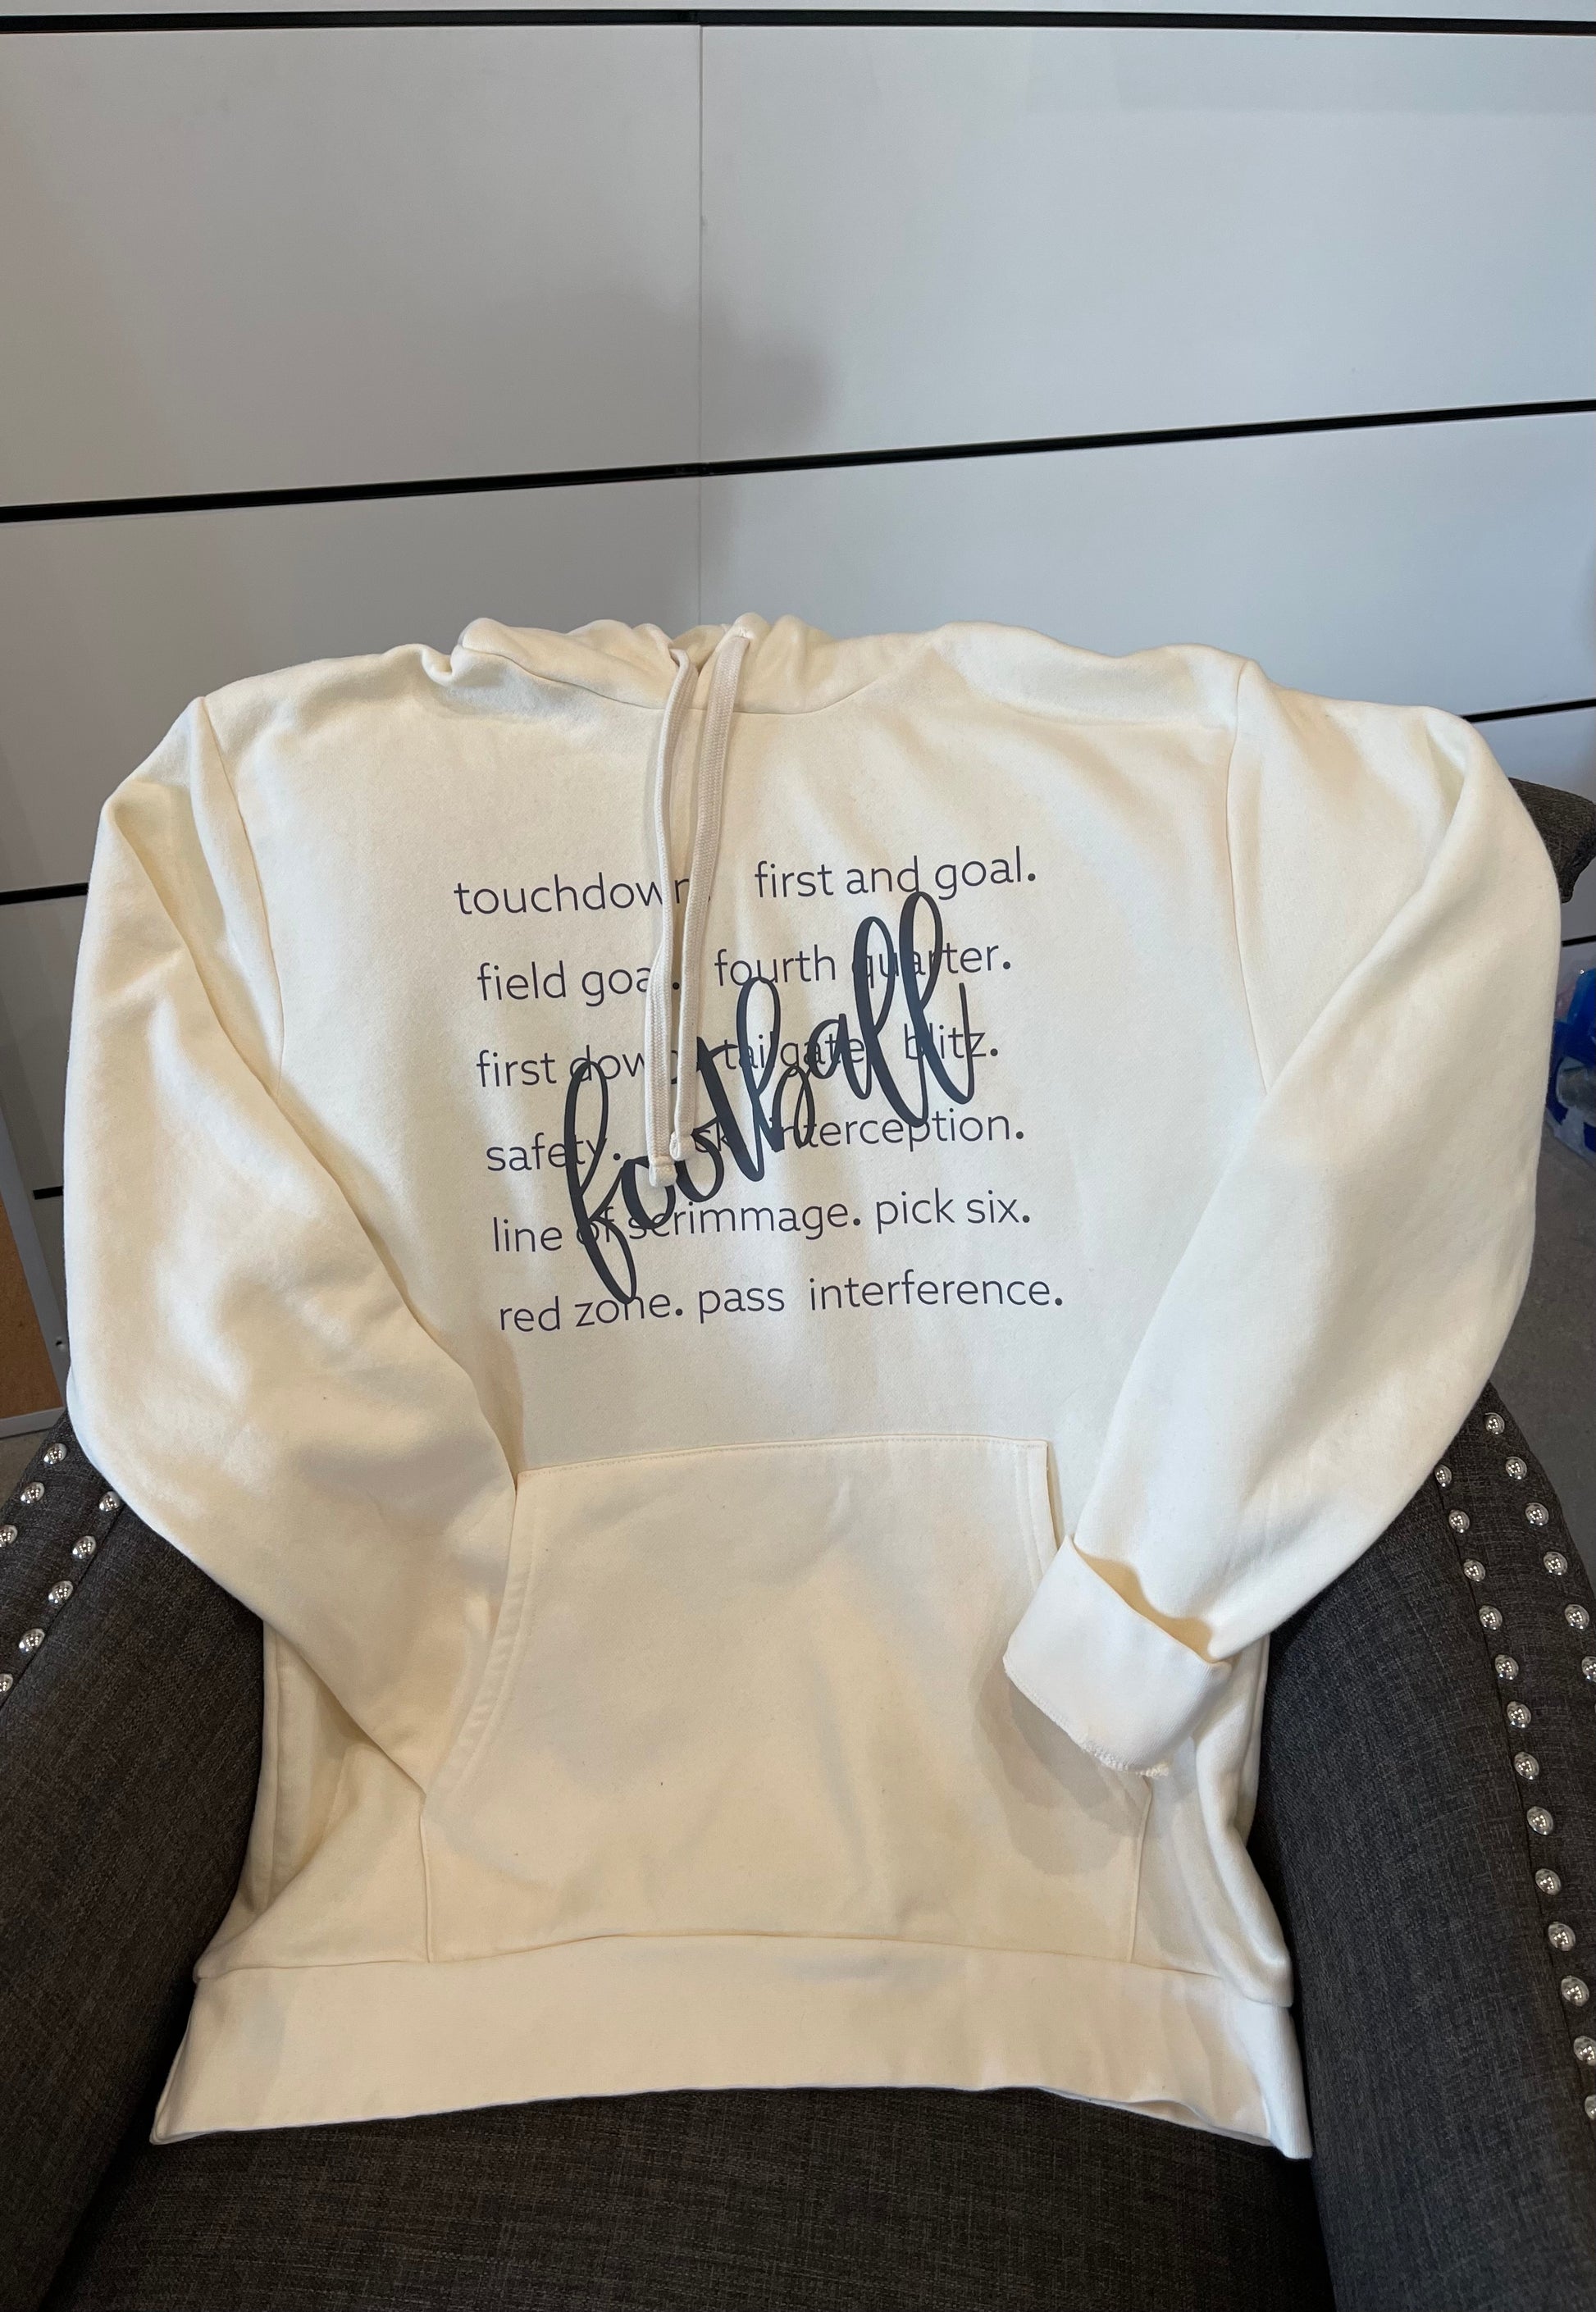 touchdown. first and goal.
field goal. fourth quarter.
first down. tailgate. blitz.
safety. interception.
line of scrimmage. pick six.
red zone. pass interference.
football